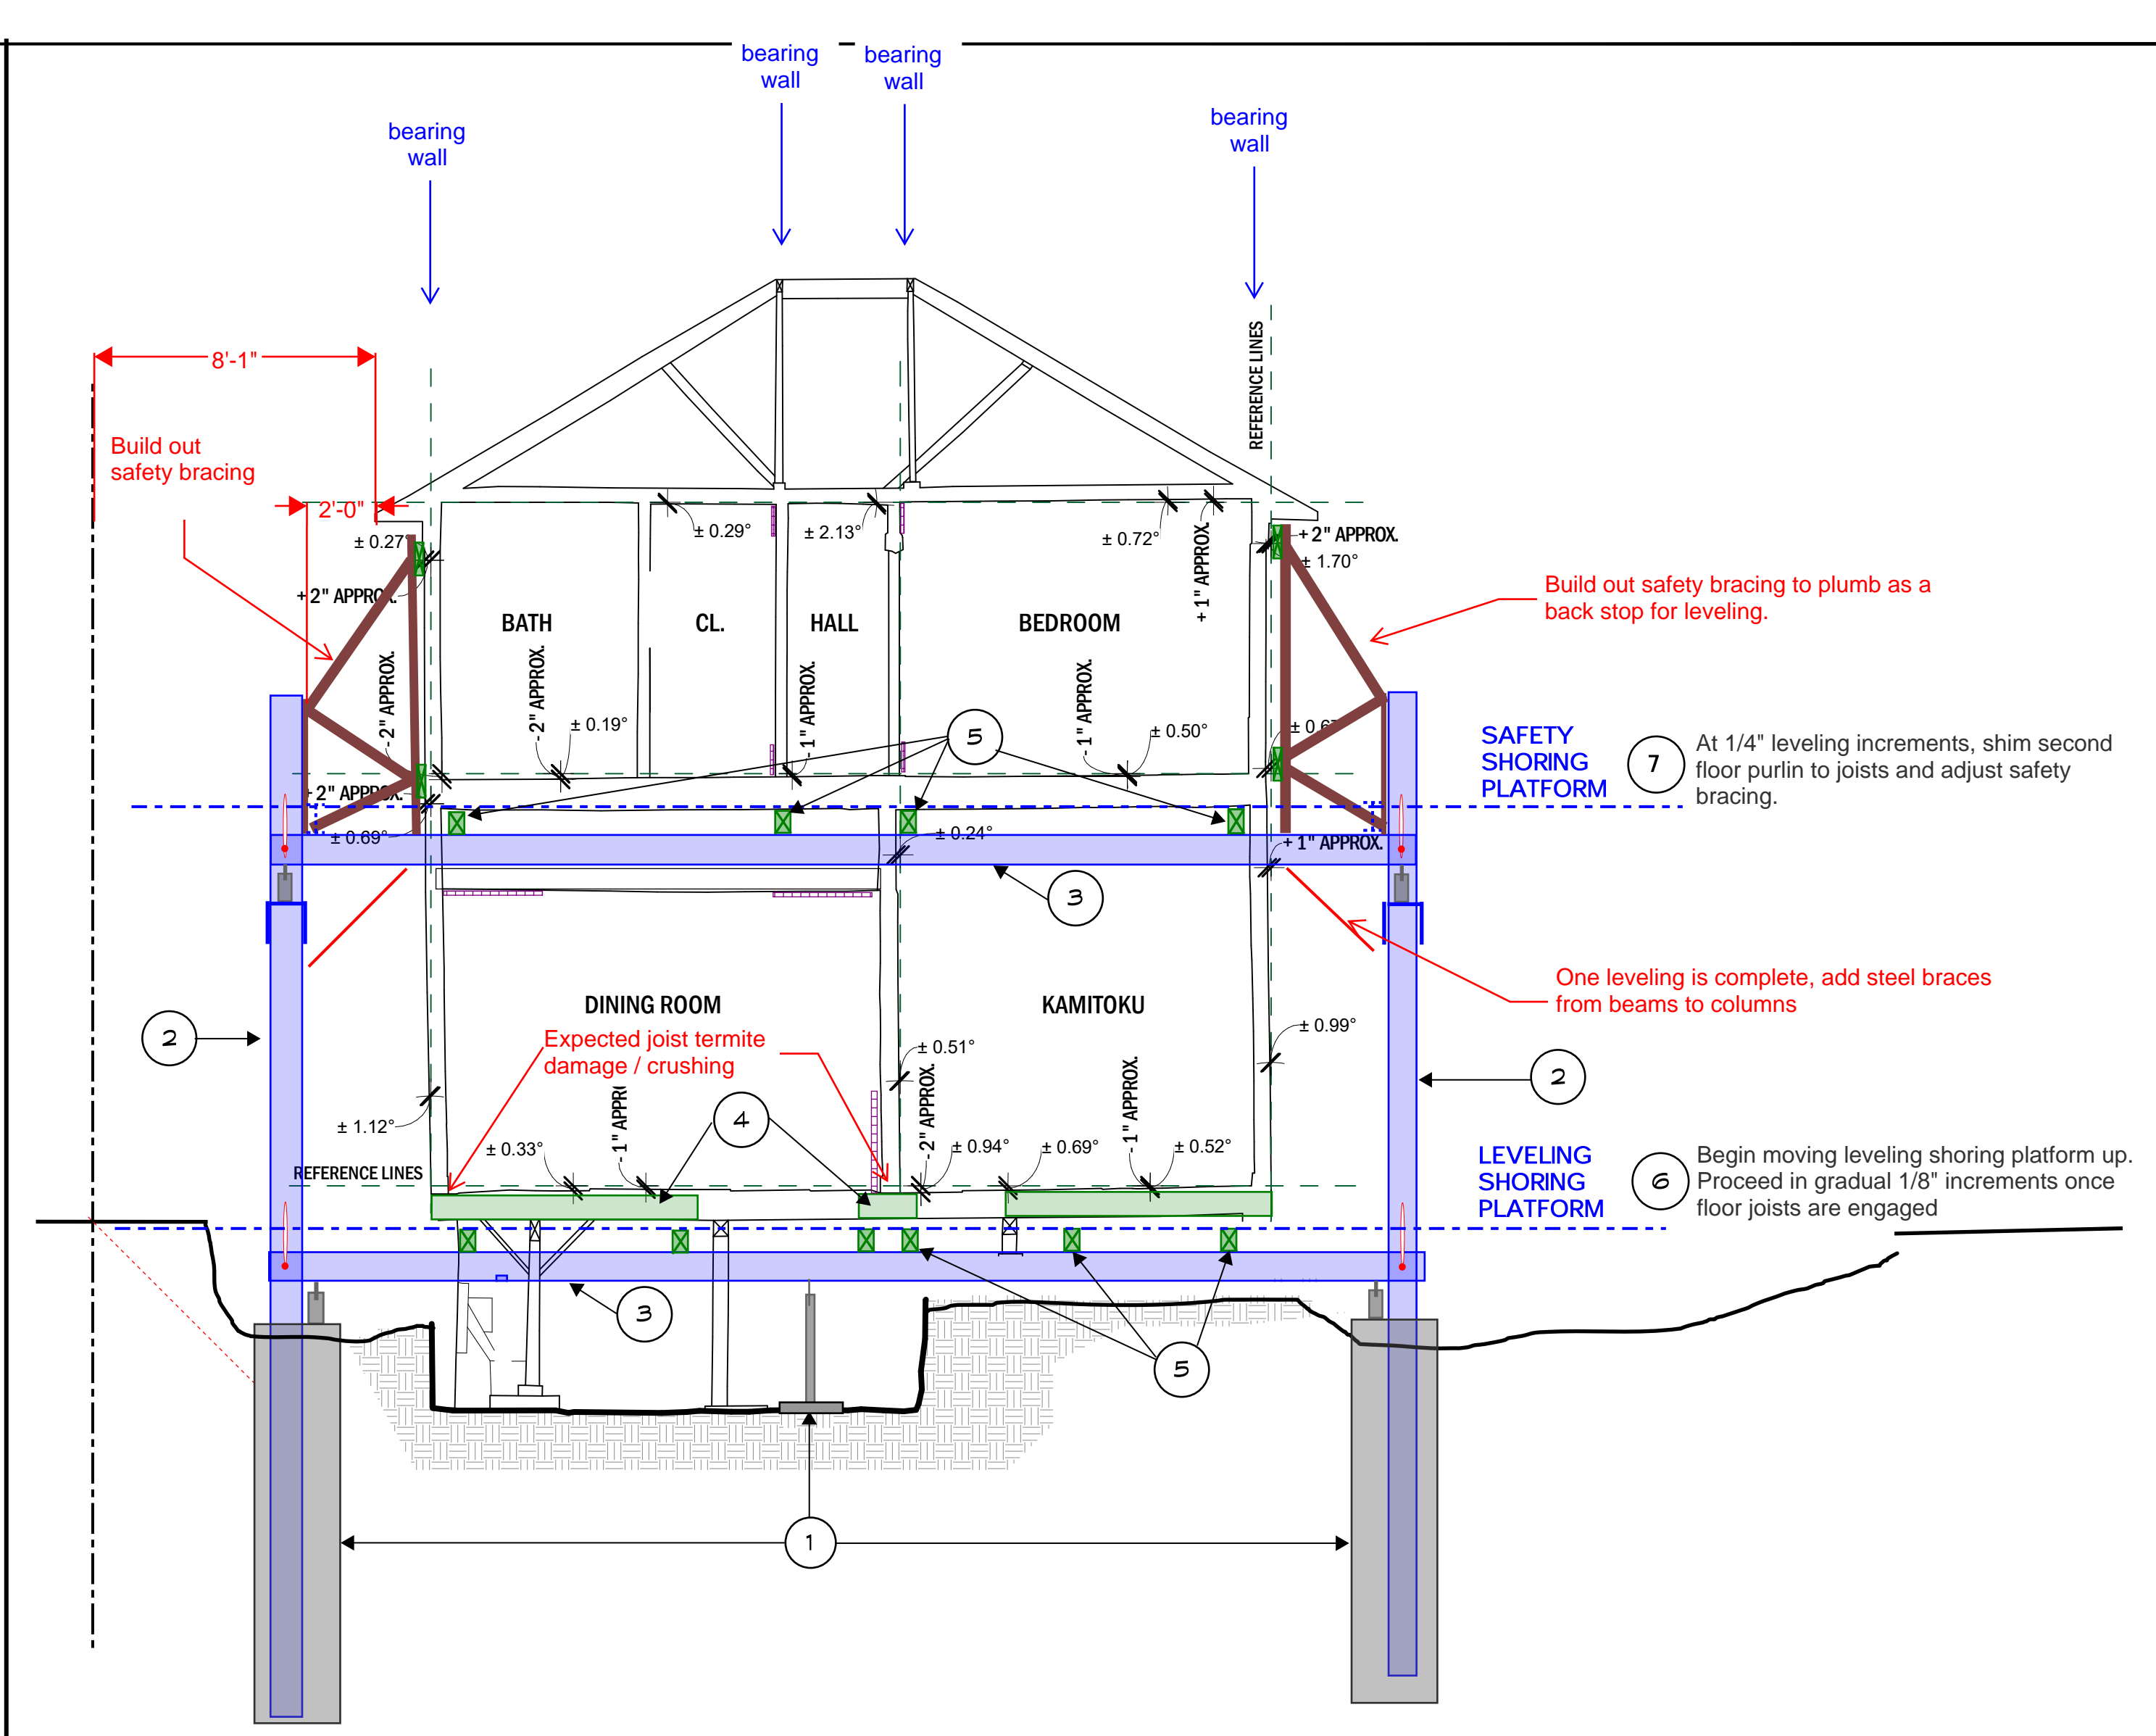 bearing
wall
bearing
wall
bearing
wall
bearing
wall
REFERENCE LINES
8'-1"
Build out
safety bracing
2'-0"
± 0.27°
± 0.29°
± 2.13°
± 0.72°
+ 1" APPROX.
+ 2" APPROX.
± 1.70°
+ 2" APPROX.
Build out safety bracing to plumb as a
back stop for leveling.
BATH
CL.
HALL
BEDROOM
- 2" APPROX.
- 2" APPROX.
± 0.19°
- 1" APPROX.
5
- 1" APPROX.
± 0.50°
SAFETY
SHORING
PLATFORM
7
At 1/4" leveling increments, shim second
floor purlin to joists and adjust safety
bracing.
+ 2" APPROX.
± 0.69°
± 0.24°
+ 1" APPROX.
3
One leveling is complete, add steel braces
from beams to columns
DINING ROOM
KAMITOKU
Expected joist termite
damage / crushing
2
± 0.51°
± 0.99°
2
± 1.12°
± 0.33°
- 1"
4
- 2" APPROX.
± 0.94°
± 0.69°
- 1" APPROX.
± 0.52°
REFERENCE LINES
LEVELING
SHORING
PLATFORM
6
Begin moving leveling shoring platform up.
Proceed in gradual 1/8" increments once
floor joists are engaged
3
5
1